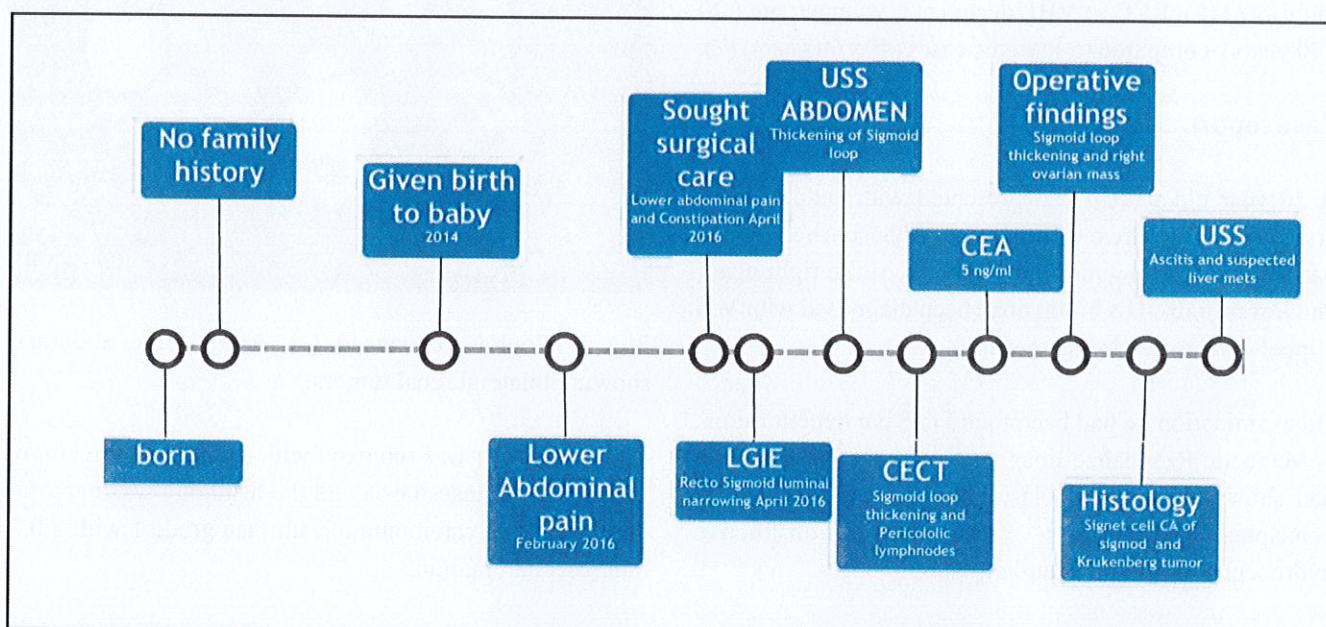 No family
history
Given birth
to baby
2014
Sought
surgical
care
Lower abdominal pain
and Constipation April
2016
USS
ABDOMEN
Thickening of Sigmoid
loop
CEA
5 ng/ml
Operative
findings
Sigmoid loop
thickening and right
ovarian mass
USS
Ascitis and suspected
liver mets
born
Lower
Abdominal
pain
February 2016
LGIE
Recto Sigmoid luminal
narrowing April 2016
CECT
Sigmoid loop
thickening and
Pericololic
lymphnodes
Histology
Signet cell CA of
sigmod and
Krukenberg tumor